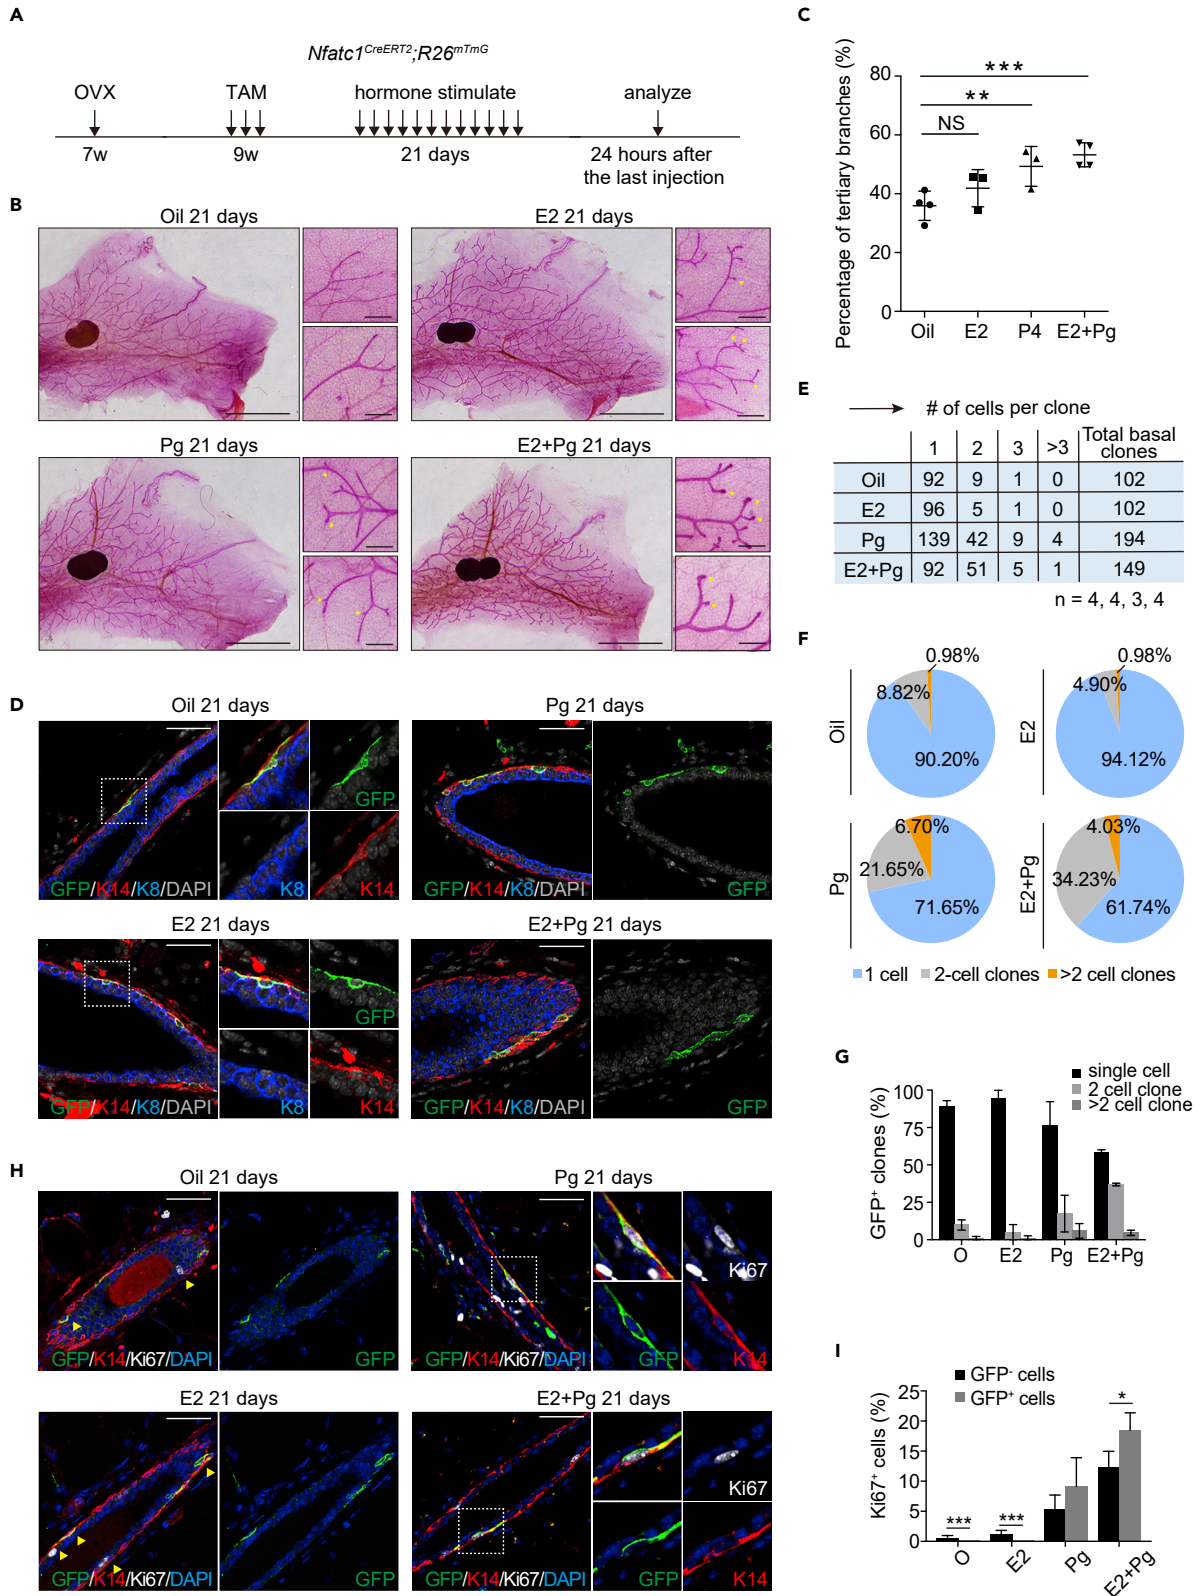 A
Nfatc1CreERT2;R26mTmG
OVX TAM hormone stimulate analyze
7w 9w 21 days 24 hours after
the last injection
B
Oil 21 days E2 21 days
Pg 21 days E2+Pg 21 days
C
Percentage of tertiary branches (%)
80
60
40
20
0
***
**
NS
Oil E2 P4 E2+Pg
D
Oil 21 days Pg 21 days
GFP
GFP/K14/K8/DAPI K8 K14 GFP/K14/K8/DAPI GFP
E2 21 days E2+Pg 21 days
GFP
GFP/K14/K8/DAPI K8 K14 GFP/K14/K8/DAPI GFP
E
# of cells per clone
1 2 3 >3 Total basal clones
Oil 92 9 1 0 102
E2 96 5 1 0 102
Pg 139 42 9 4 194
E2+Pg 92 51 5 1 149
n = 4, 4, 3, 4
F
Oil 0.98% 8.82% 90.20%
E2 0.98% 4.90% 94.12%
Pg 6.70% 21.65% 71.65%
E2+Pg 4.03% 34.23% 61.74%
1 cell 2-cell clones >2 cell clones
G
single cell
2 cell clone
>2 cell clone
GFP+ clones (%)
100
75
50
25
0
O E2 Pg E2+Pg
H
Oil 21 days Pg 21 days
Ki67
GFP/K14/Ki67/DAPI GFP GFP/K14/Ki67/DAPI GFP K14
E2 21 days E2+Pg 21 days
Ki67
GFP/K14/Ki67/DAPI GFP GFP/K14/Ki67/DAPI GFP K14
I
GFP- cells
GFP+ cells
Ki67+ cells (%)
25
20
15
10
5
0
*** *** *
O E2 Pg E2+Pg